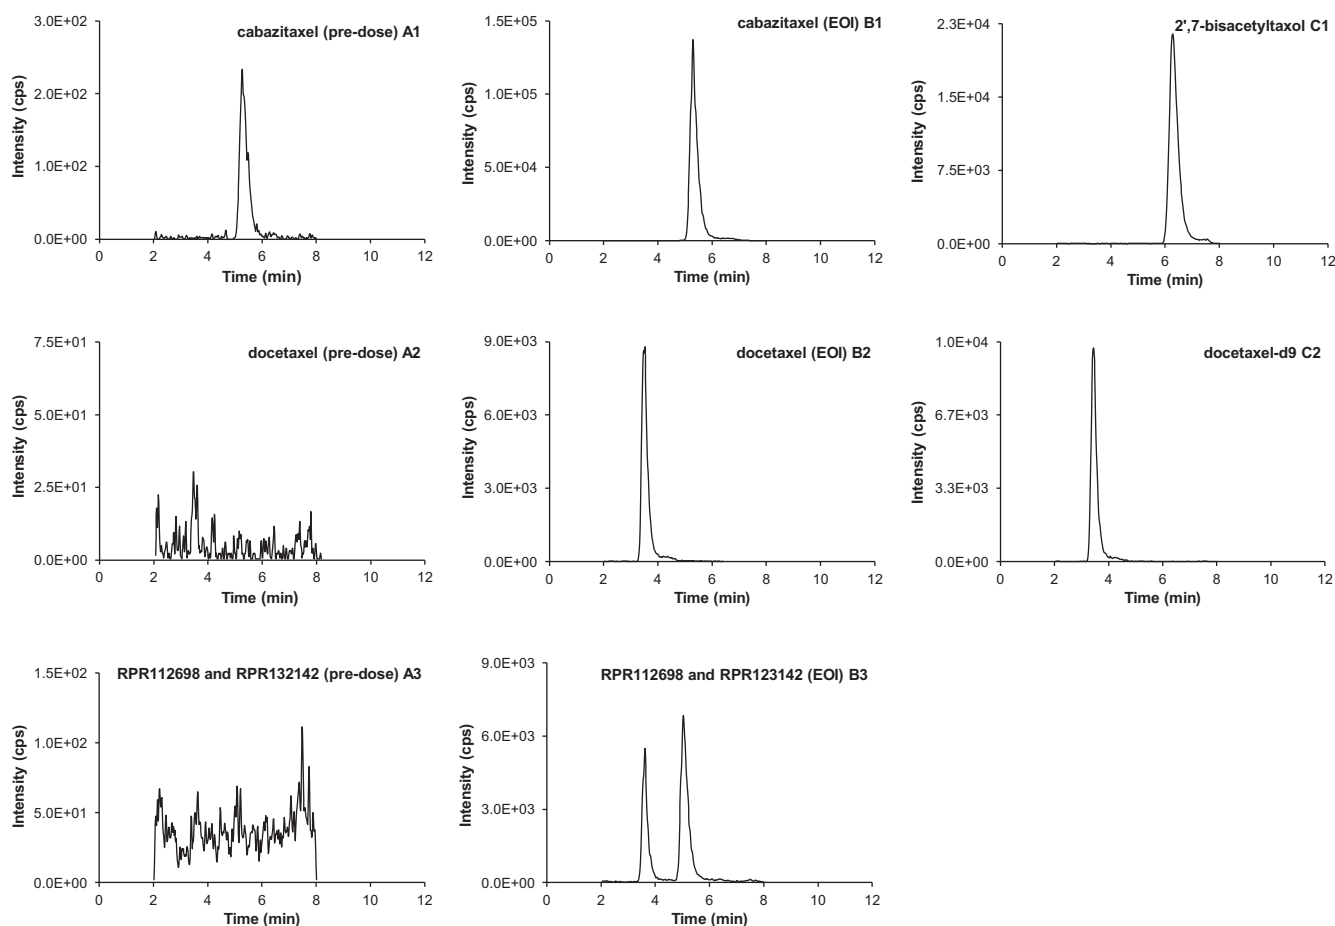 cabazitaxel (pre-dose) A1
Intensity (cps)
3.0E+02
2.0E+02
1.0E+02
0.0E+00
0 2 4 6 8 10 12
Time (min)
cabazitaxel (EOI) B1
Intensity (cps)
1.5E+05
1.0E+05
5.0E+04
0.0E+00
0 2 4 6 8 10 12
Time (min)
2',7-bisacetyltaxol C1
Intensity (cps)
2.3E+04
1.5E+04
7.5E+03
0.0E+00
0 2 4 6 8 10 12
Time (min)
docetaxel (pre-dose) A2
Intensity (cps)
7.5E+01
5.0E+01
2.5E+01
0.0E+00
0 2 4 6 8 10 12
Time (min)
docetaxel (EOI) B2
Intensity (cps)
9.0E+03
6.0E+03
3.0E+03
0.0E+00
0 2 4 6 8 10 12
Time (min)
docetaxel-d9 C2
Intensity (cps)
1.0E+04
6.7E+03
3.3E+03
0.0E+00
0 2 4 6 8 10 12
Time (min)
RPR112698 and RPR132142 (pre-dose) A3
Intensity (cps)
1.5E+02
1.0E+02
5.0E+01
0.0E+00
0 2 4 6 8 10 12
Time (min)
RPR112698 and RPR123142 (EOI) B3
Intensity (cps)
9.0E+03
6.0E+03
3.0E+03
0.0E+00
0 2 4 6 8 10 12
Time (min)